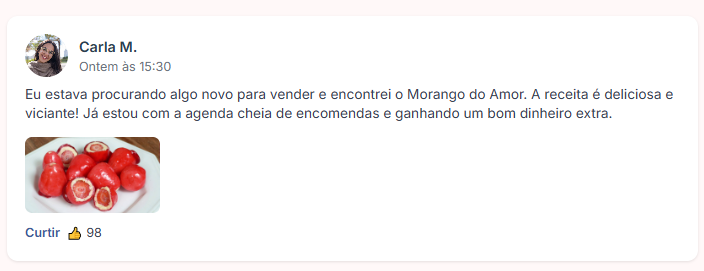 Carla M.
Ontem às 15:30
Eu estava procurando algo novo para vender e encontrei o Morango do Amor. A receita é deliciosa e
viciante! Já estou com a agenda cheia de encomendas e ganhando um bom dinheiro extra.
Curtir 👍 98